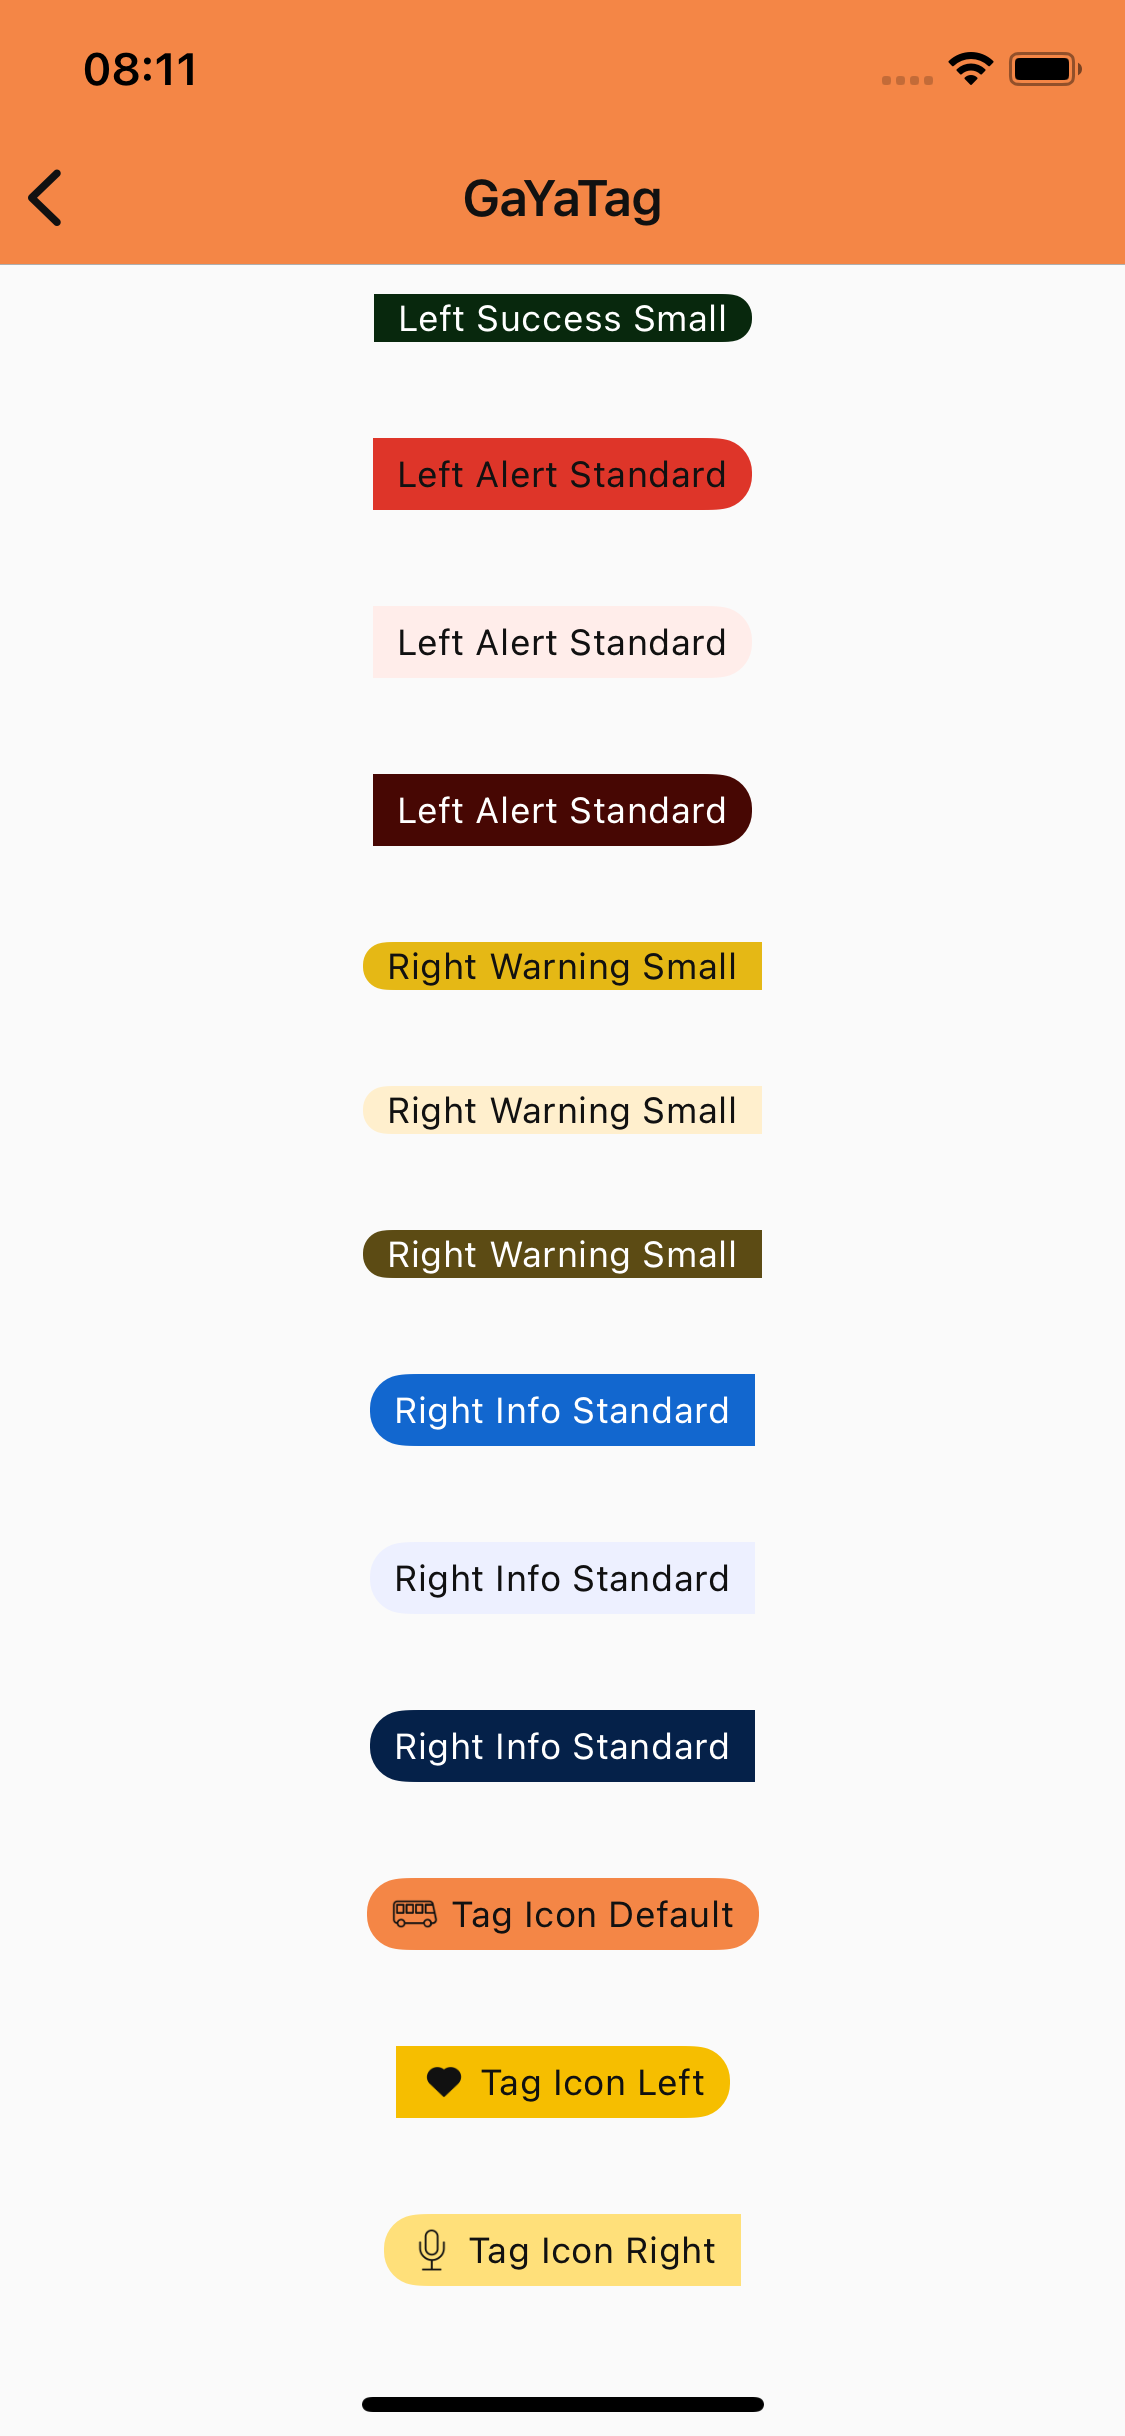 08:11
GaYaTag
Left Success Small
Left Alert Standard
Left Alert Standard
Left Alert Standard
Right Warning Small
Right Warning Small
Right Warning Small
Right Info Standard
Right Info Standard
Right Info Standard
Tag Icon Default
Tag Icon Left
Tag Icon Right